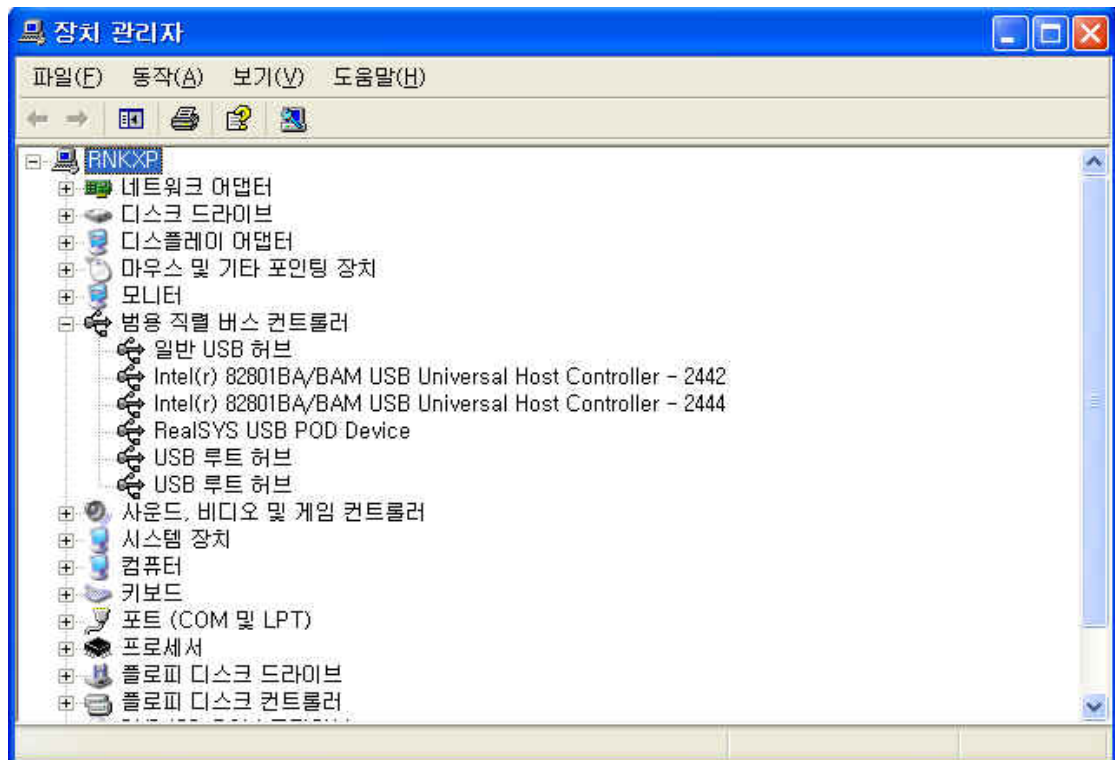 장치 관리자
파일(F) 동작(A) 보기(V) 도움말(H)
RNKXP
네트워크 어댑터
디스크 드라이브
디스플레이 어댑터
마우스 및 기타 포인팅 장치
모니터
범용 직렬 버스 컨트롤러
일반 USB 허브
Intel(r) 82801BA/BAM USB Universal Host Controller - 2442
Intel(r) 82801BA/BAM USB Universal Host Controller - 2444
RealSYS USB POD Device
USB 루트 허브
USB 루트 허브
사운드, 비디오 및 게임 컨트롤러
시스템 장치
컴퓨터
키보드
포트 (COM 및 LPT)
프로세서
플로피 디스크 드라이브
플로피 디스크 컨트롤러